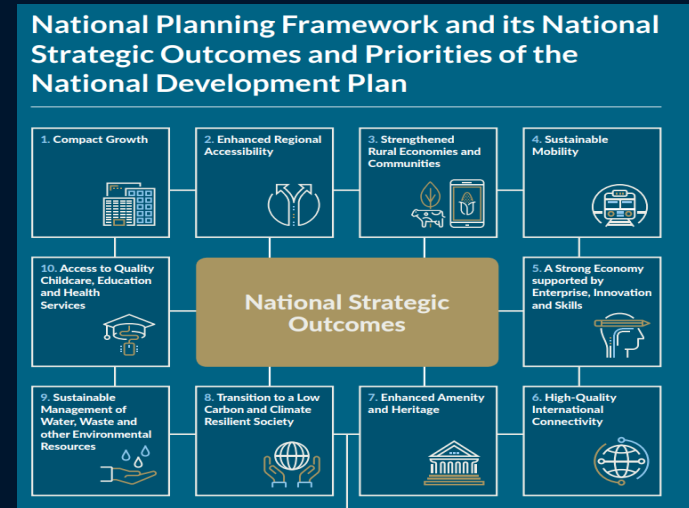 National Planning Framework and its National
Strategic Outcomes and Priorities of the
National Development Plan
1. Compact Growth
2. Enhanced Regional
Accessibility
3. Strengthened
Rural Economies and
Communities
4. Sustainable
Mobility
10. Access to Quality
Childcare, Education
and Health
Services
National Strategic
Outcomes
5. A Strong Economy
supported by
Enterprise, Innovation
and Skills
9. Sustainable
Management of
Water, Waste and
other Environmental
Resources
8. Transition to a Low
Carbon and Climate
Resilient Society
7. Enhanced Amenity
and Heritage
6. High-Quality
International
Connectivity